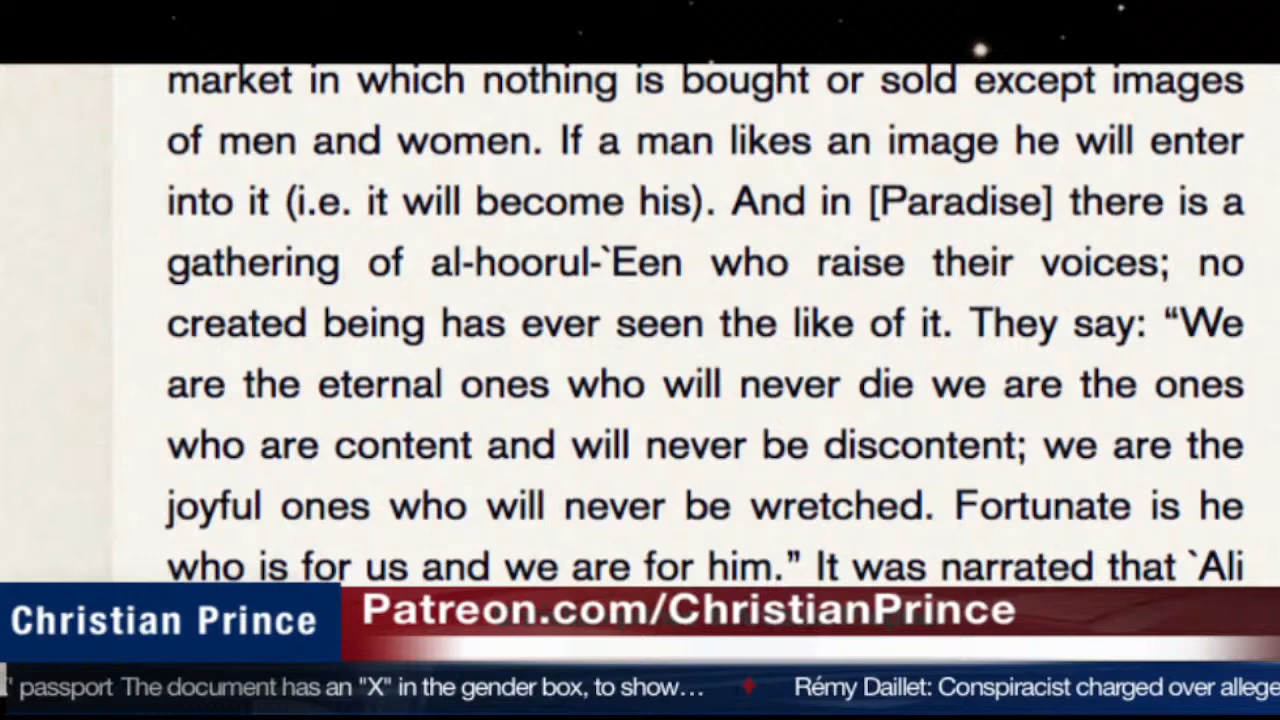 market in which nothing is bought or sold except images
of men and women. If a man likes an image he will enter
into it (i.e. it will become his). And in [Paradise] there is a
gathering of al-hoorul-`Een who raise their voices; no
created being has ever seen the like of it. They say: “We
are the eternal ones who will never die we are the ones
who are content and will never be discontent; we are the
joyful ones who will never be wretched. Fortunate is he
who is for us and we are for him.” It was narrated that `Ali
Christian Prince
Patreon.com/ChristianPrince
' passport The document has an "X" in the gender box, to show… Rémy Daillet: Conspiracist charged over allege